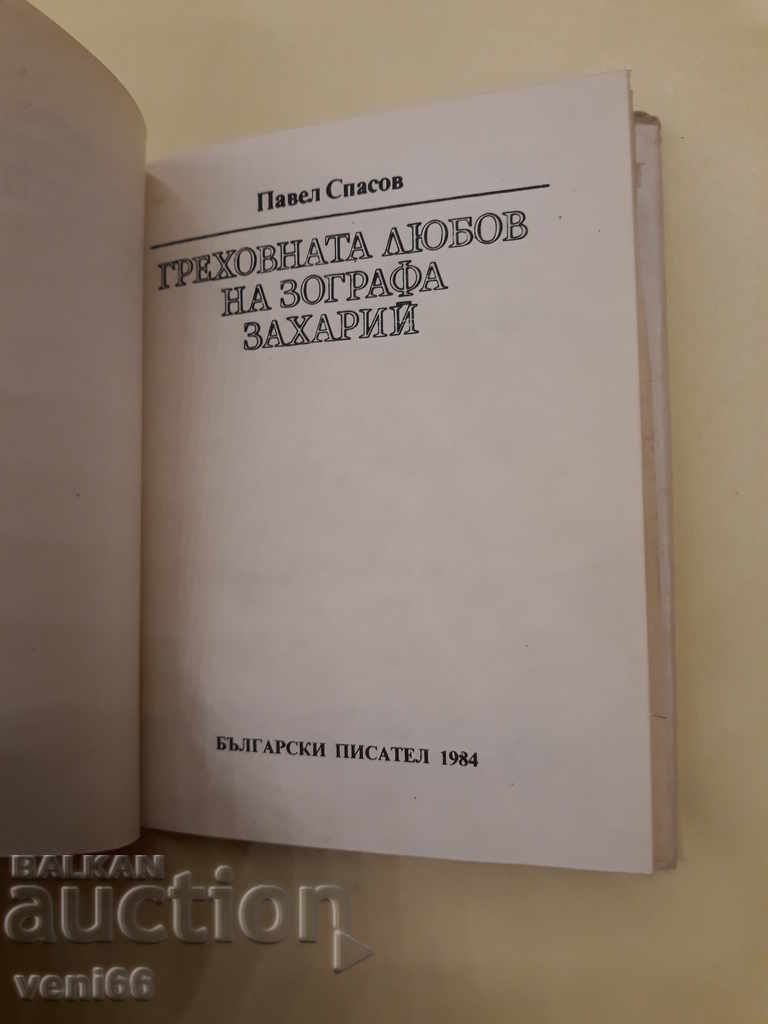 Павел Спасов
ГРЕХОВНАТА ЛЮБОВ
НА ЗОГРАФА
ЗАХАРИЙ
БЪЛГАРСКИ ПИСАТЕЛ 1984
BALKAN
auction
veni66